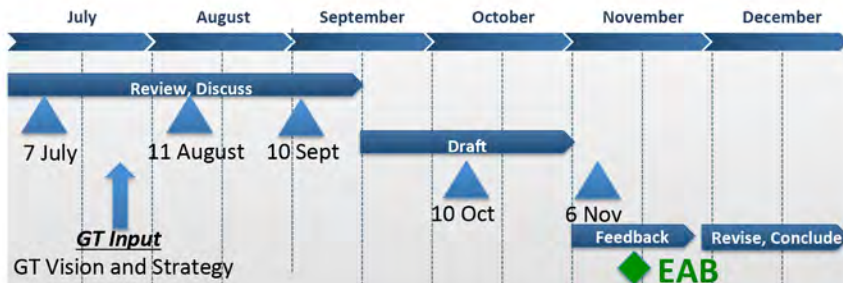 July August September October November December
Review, Discuss
7 July 11 August 10 Sept
Draft
10 Oct 6 Nov
GT Input
GT Vision and Strategy
Feedback Revise, Conclude
EAB